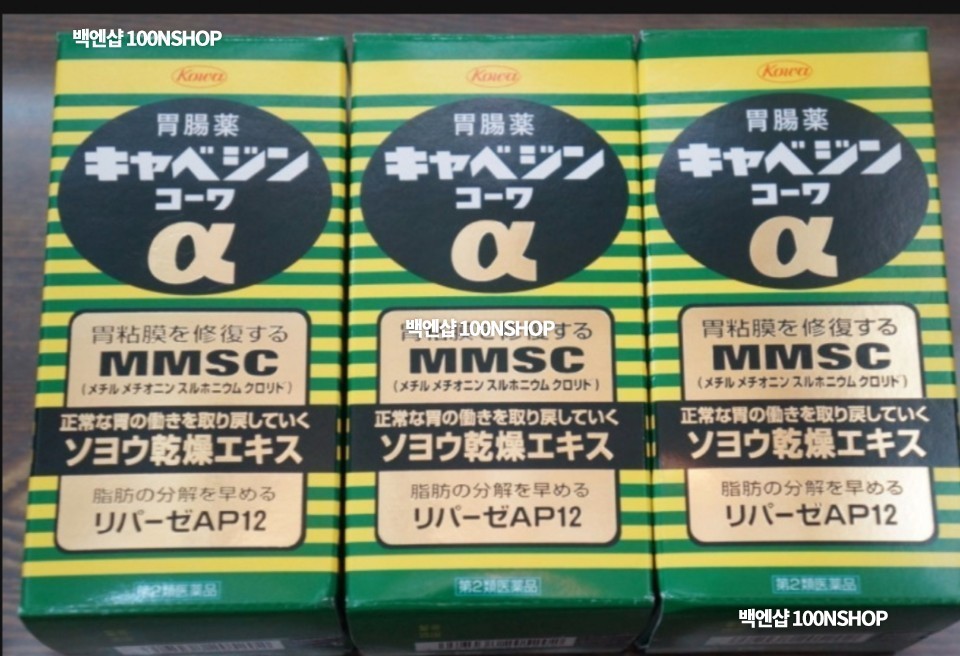 백엔샵 100NSHOP
Kowa
胃腸薬
キャベジン
コーワ
α
胃粘膜を修復する
MMSC
(メチルメチオニンスルホニウムクロリド)
正常な胃の働きを取り戻していく
ソヨウ乾燥エキス
脂肪の分解を早める
リパーゼAP12
第2類医薬品
Kowa
胃腸薬
キャベジン
コーワ
α
百엔샵 100NSHOP
胃粘膜を修復する
MMSC
(メチルメチオニンスルホニウムクロリド)
正常な胃の働きを取り戻していく
ソヨウ乾燥エキス
脂肪の分解を早める
リパーゼAP12
第2類医薬品
Kowa
胃腸薬
キャベジン
コーワ
α
胃粘膜を修復する
MMSC
(メチルメチオニンスルホニウムクロリド)
正常な胃の働きを取り戻していく
ソヨウ乾燥エキス
脂肪の分解を早める
リパーゼAP12
第2類医薬品
백엔샵 100NSHOP